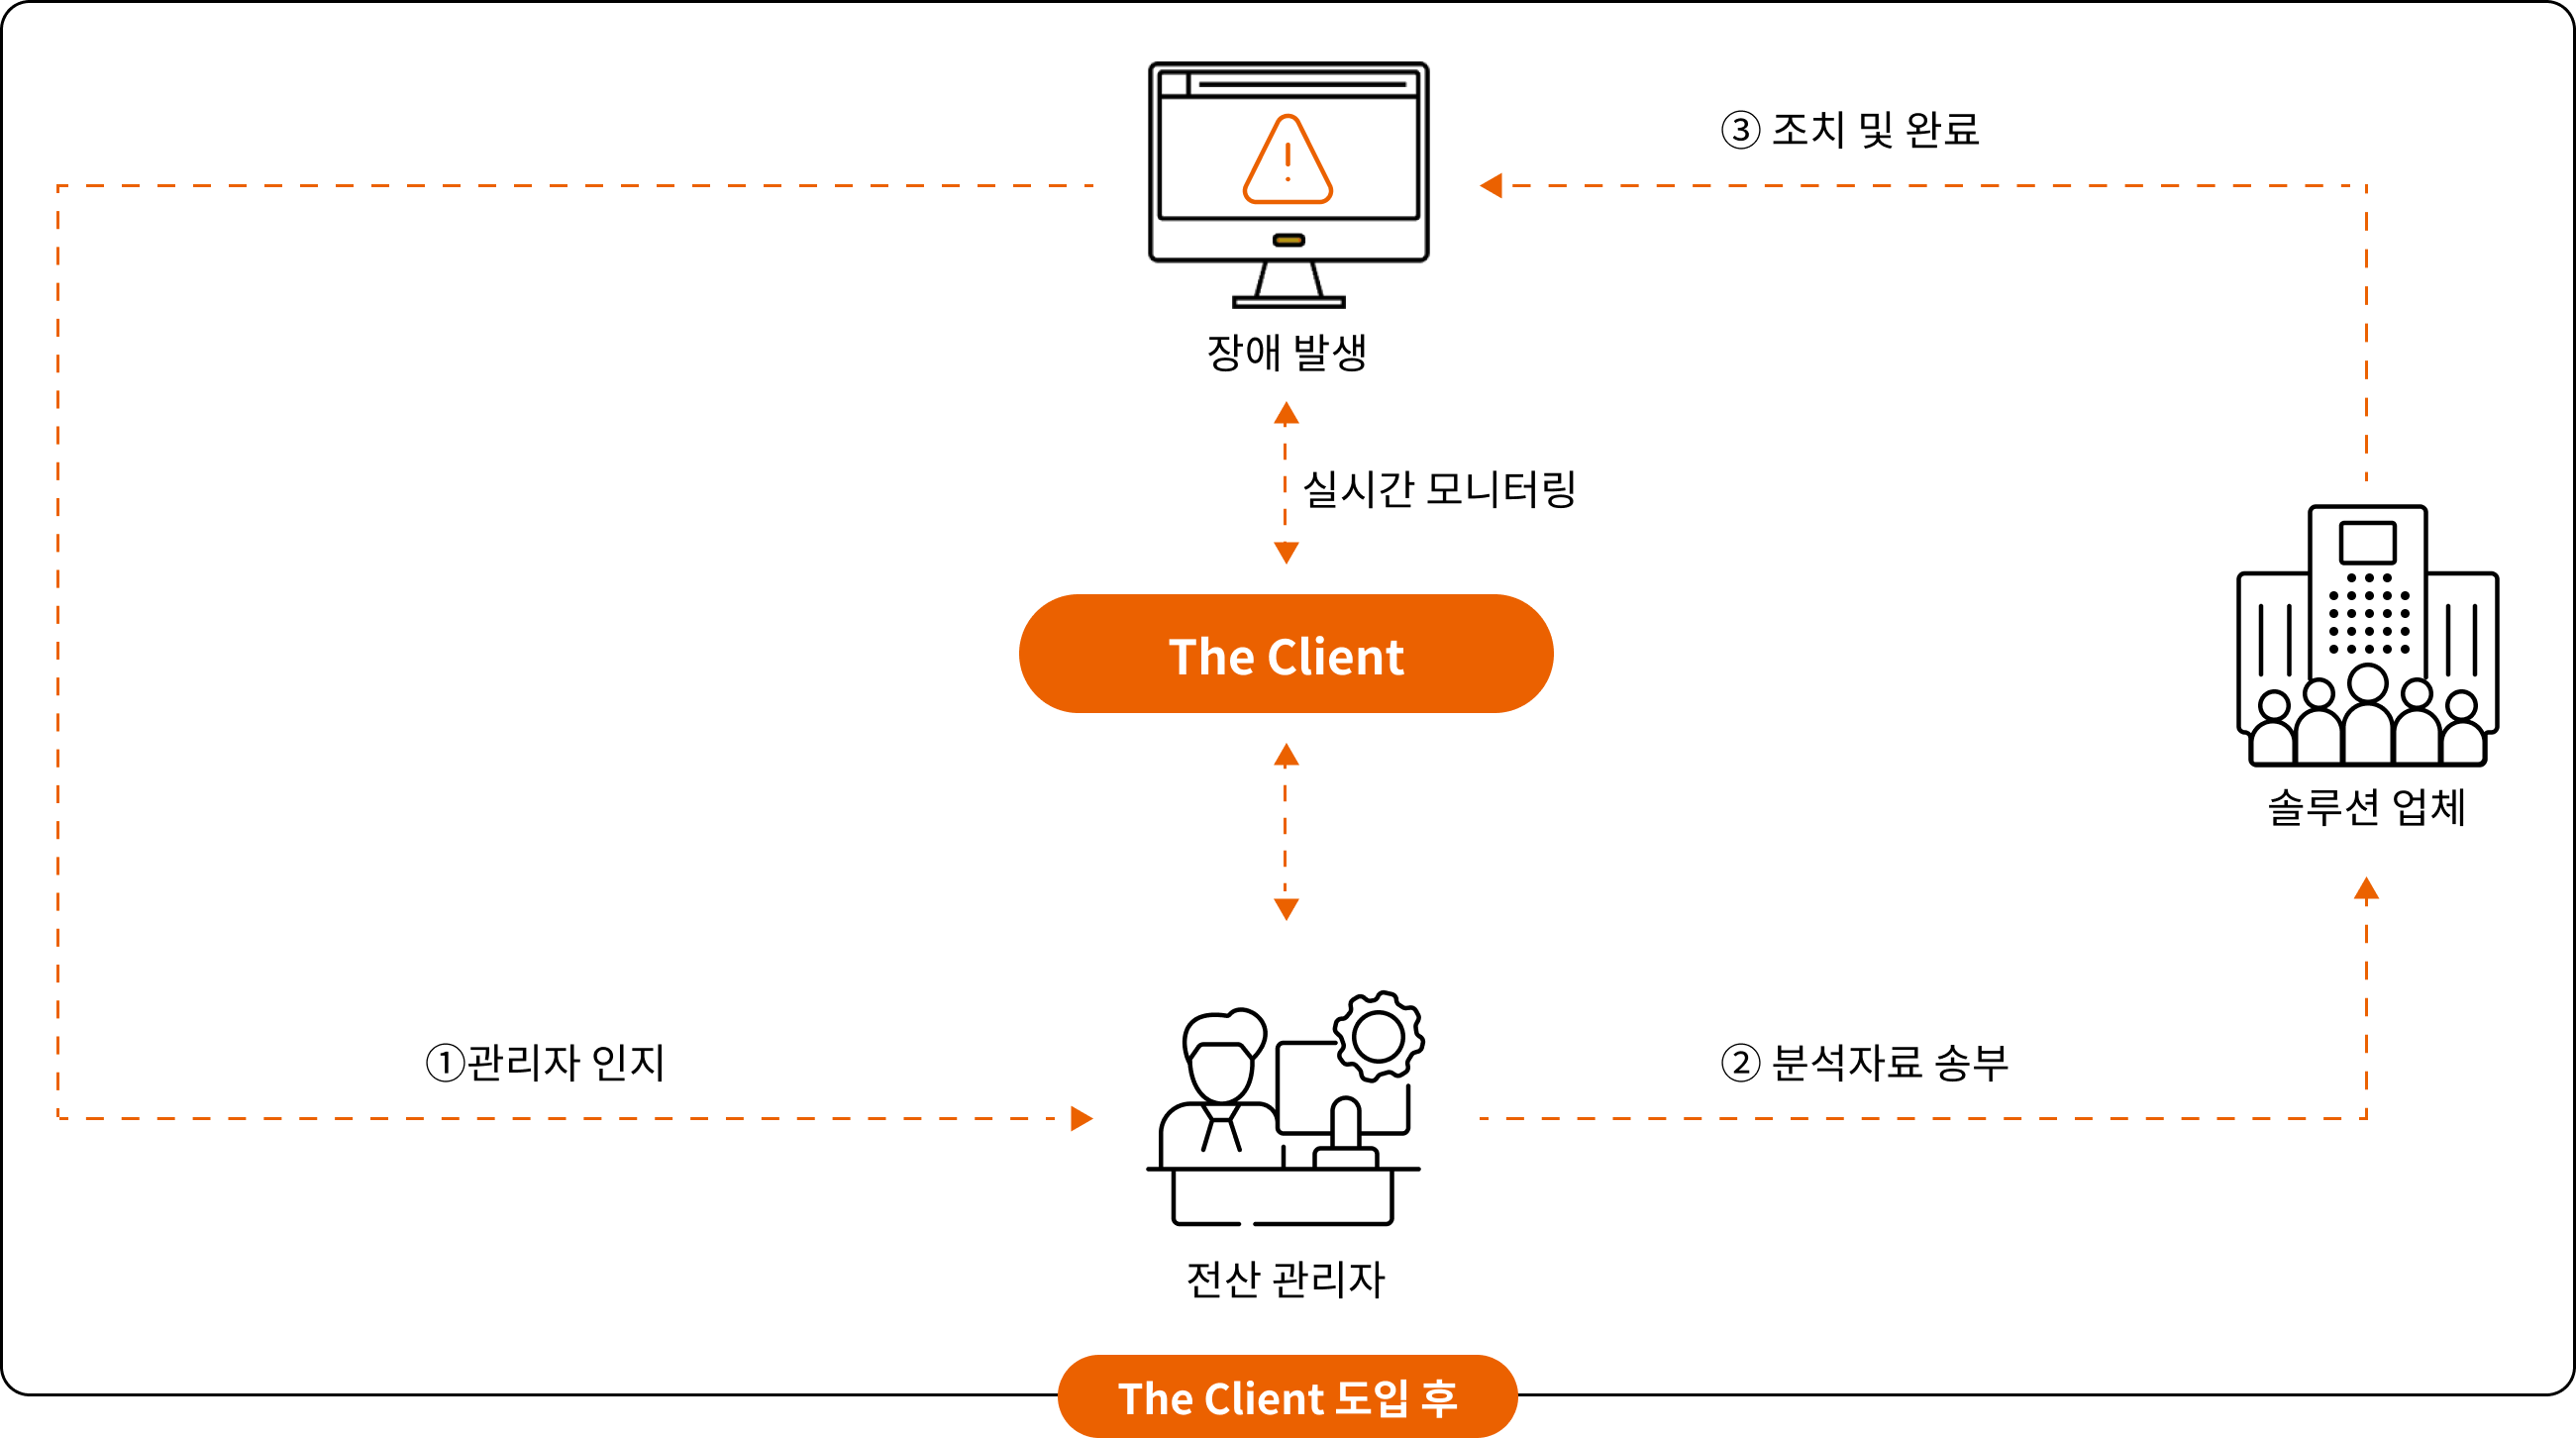 ③ 조치 및 완료
장애 발생
실시간 모니터링
The Client
솔루션 업체
①관리자 인지
② 분석자료 송부
전산 관리자
The Client 도입 후